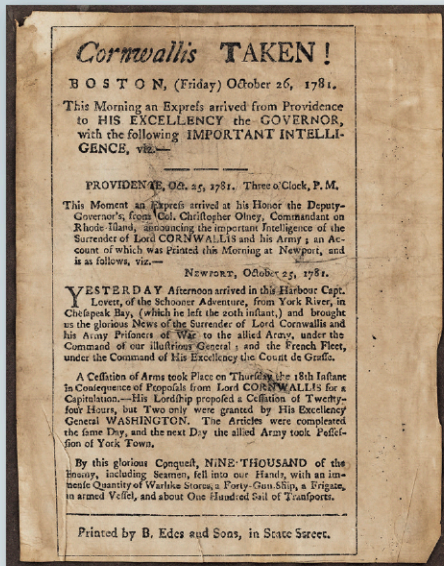 Cornwallis TAKEN!
BOSTON, (Friday) October 26, 1781.
This Morning an Expreſs arrived from Providence
to HIS EXCELLENCY the GOVERNOR,
with the following IMPORTANT INTELLI-
GENCE, viz.—
PROVIDENCE, Oct. 25, 1781. Three o'Clock, P. M.
This Moment an Expreſs arrived at his Honor the Deputy-
Governor's, from Col. Chriſtopher Olney, Commandant on
Rhode-Iſland, announcing the important Intelligence of the
Surrender of Lord CORNWALLIS and his Army; an Ac-
count of which was Printed this Morning at Newport, and
is as follows, viz.—
NEWPORT, October 25, 1781.
YESTERDAY Afternoon arrived in this Harbour Capt.
Lovett, of the Schooner Adventure, from York River, in
Cheſapeak Bay, (which he left the 20th inſtant,) and brought
us the glorious News of the Surrender of Lord Cornwallis and
his Army Priſoners of War to the allied Army, under the
Command of our illuſtrious General; and the French Fleet,
under the Command of His Excellency the Count de Graſſe.
A Ceſſation of Arms took Place on Thurſday the 18th Inſtant
in Conſequence of Propoſals from Lord CORNWALLIS for a
Capitulation.—His Lordſhip propoſed a Ceſſation of Twenty-
four Hours, but Two only were granted by His Excellency
General WASHINGTON. The Articles were compleated
the ſame Day, and the next Day the allied Army took Poſſeſ-
ſion of York Town.
By this glorious Conqueſt, NINE THOUSAND of the
Enemy, including Seamen, fell into our Hands, with an im-
menſe Quantity of Warlike Stores, a Forty-Gun Ship, a Frigate,
an armed Veſſel, and about One Hundred Sail of Tranſports.
Printed by B. Edes and Sons, in State Street.